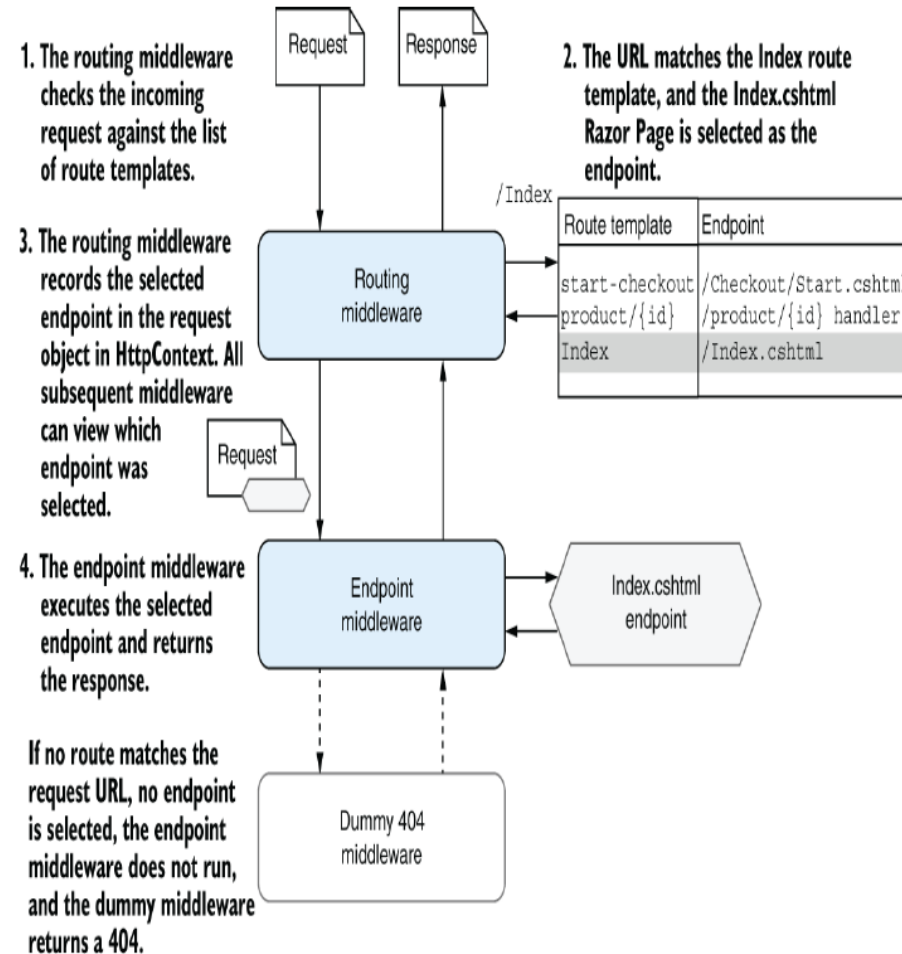 Request
Response
1. The routing middleware
checks the incoming
request against the list
of route templates.
2. The URL matches the Index route
template, and the Index.cshtml
Razor Page is selected as the
endpoint.
/Index
Route template Endpoint
start-checkout /Checkout/Start.cshtml
product/{id} /product/{id} handler
Index /Index.cshtml
3. The routing middleware
records the selected
endpoint in the request
object in HttpContext. All
subsequent middleware
can view which
endpoint was
selected.
Routing
middleware
Request
4. The endpoint middleware
executes the selected
endpoint and returns
the response.
Endpoint
middleware
Index.cshtml
endpoint
If no route matches the
request URL, no endpoint
is selected, the endpoint
middleware does not run,
and the dummy middleware
returns a 404.
Dummy 404
middleware